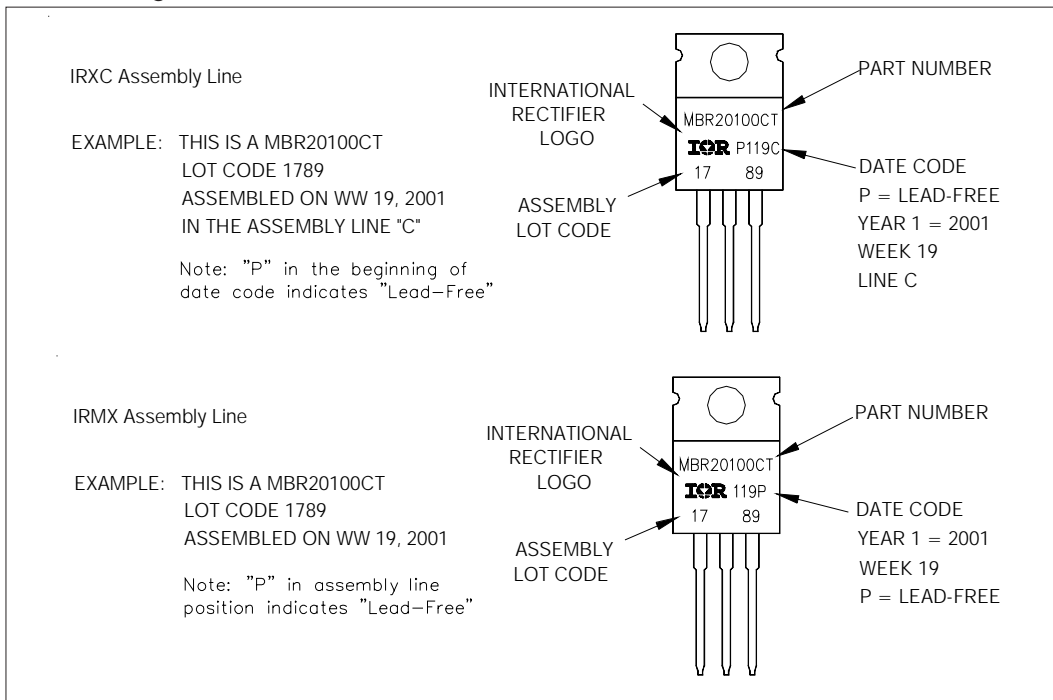 IRXC Assembly Line
EXAMPLE: THIS IS A MBR20100CT
LOT CODE 1789
ASSEMBLED ON WW 19, 2001
IN THE ASSEMBLY LINE "C"
Note: "P" in the beginning of
date code indicates "Lead-Free"
INTERNATIONAL
RECTIFIER
LOGO
ASSEMBLY
LOT CODE
MBR20100CT
IOR P119C
17 89
PART NUMBER
DATE CODE
P = LEAD-FREE
YEAR 1 = 2001
WEEK 19
LINE C
IRMX Assembly Line
EXAMPLE: THIS IS A MBR20100CT
LOT CODE 1789
ASSEMBLED ON WW 19, 2001
Note: "P" in assembly line
position indicates "Lead-Free"
INTERNATIONAL
RECTIFIER
LOGO
ASSEMBLY
LOT CODE
MBR20100CT
IOR 119P
17 89
PART NUMBER
DATE CODE
YEAR 1 = 2001
WEEK 19
P = LEAD-FREE